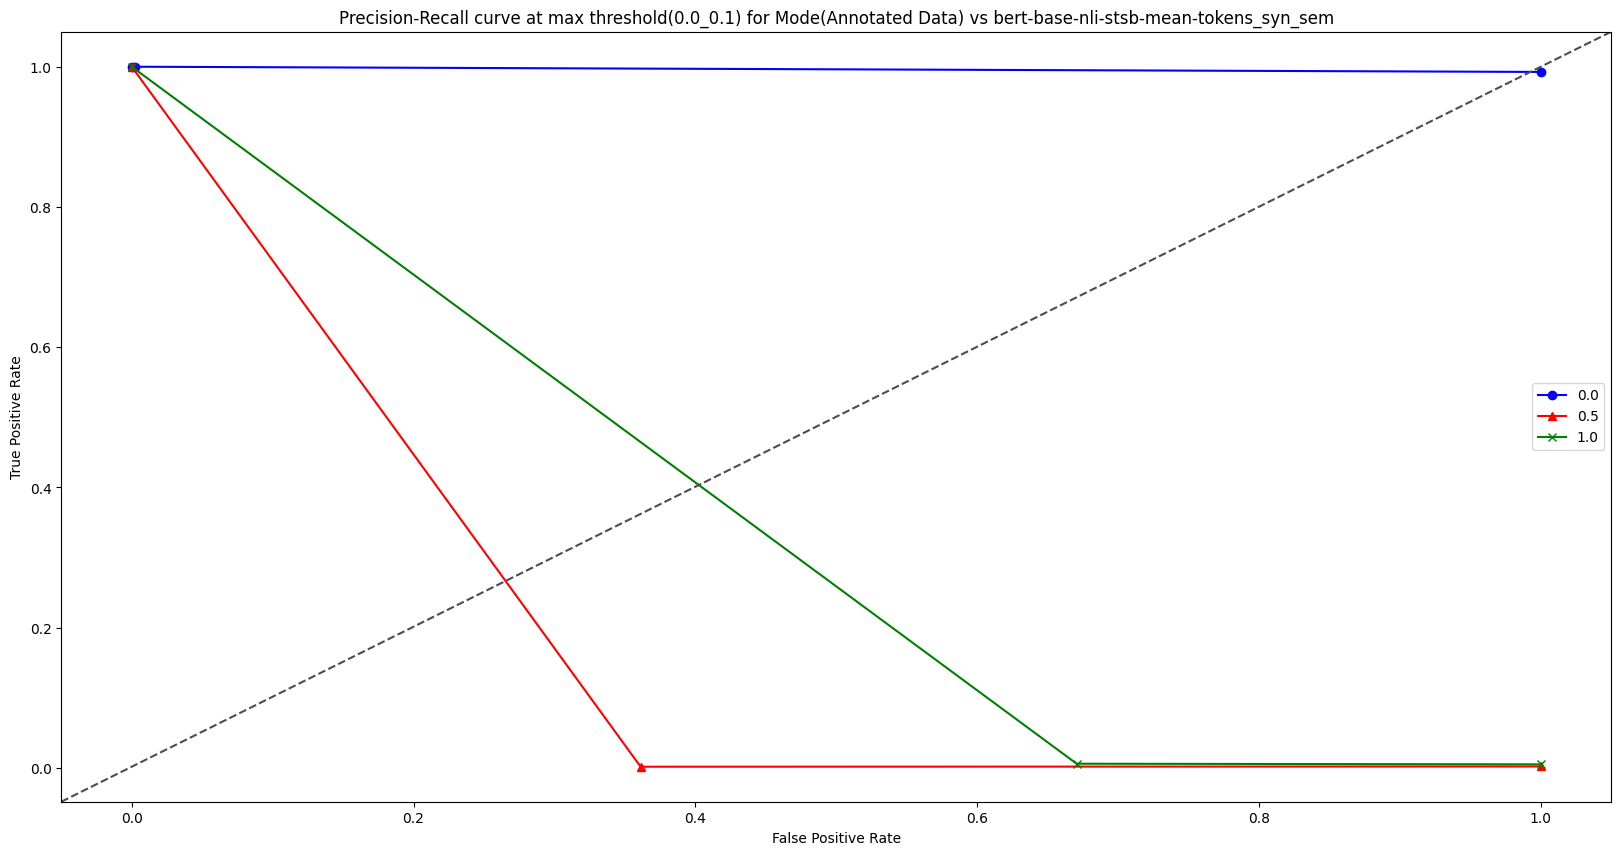 Precision-Recall curve at max threshold(0.0_0.1) for Mode(Annotated Data) vs bert-base-nli-stsb-mean-tokens_syn_sem
1.0
0.8
0.6
0.4
0.2
0.0
True Positive Rate
0.0
0.5
1.0
0.0 0.2 0.4 0.6 0.8 1.0
False Positive Rate